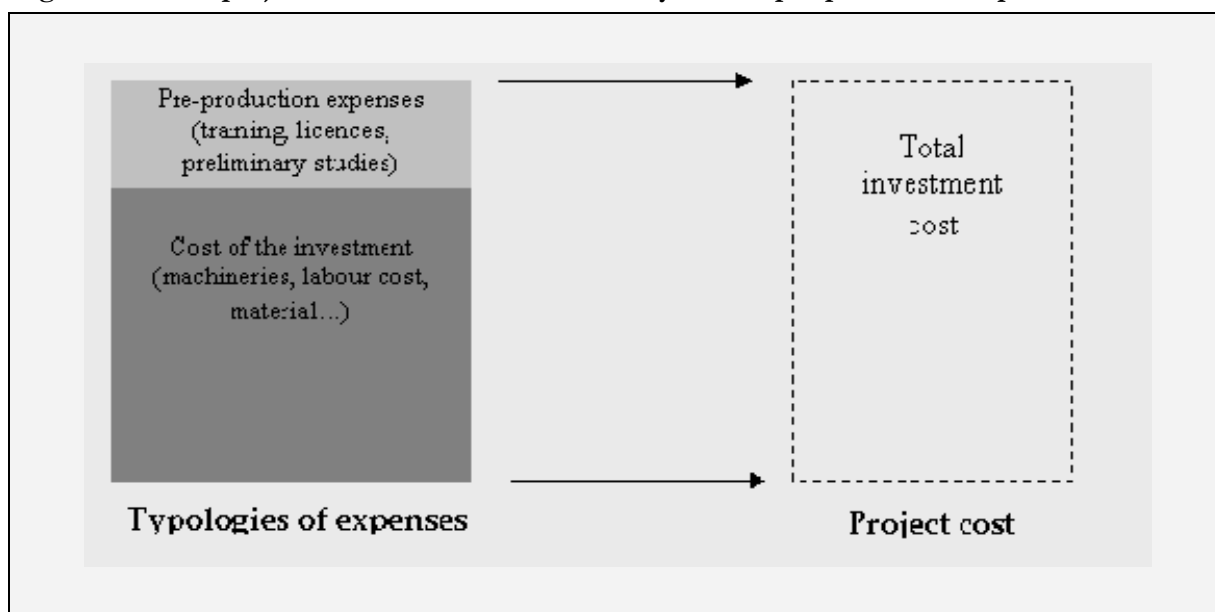 Pre-production expenses
(training, licences,
preliminary studies)
Cost of the investment
(machineries, labour cost,
material...)
Typologies of expenses
Total
investment
cost
Project cost